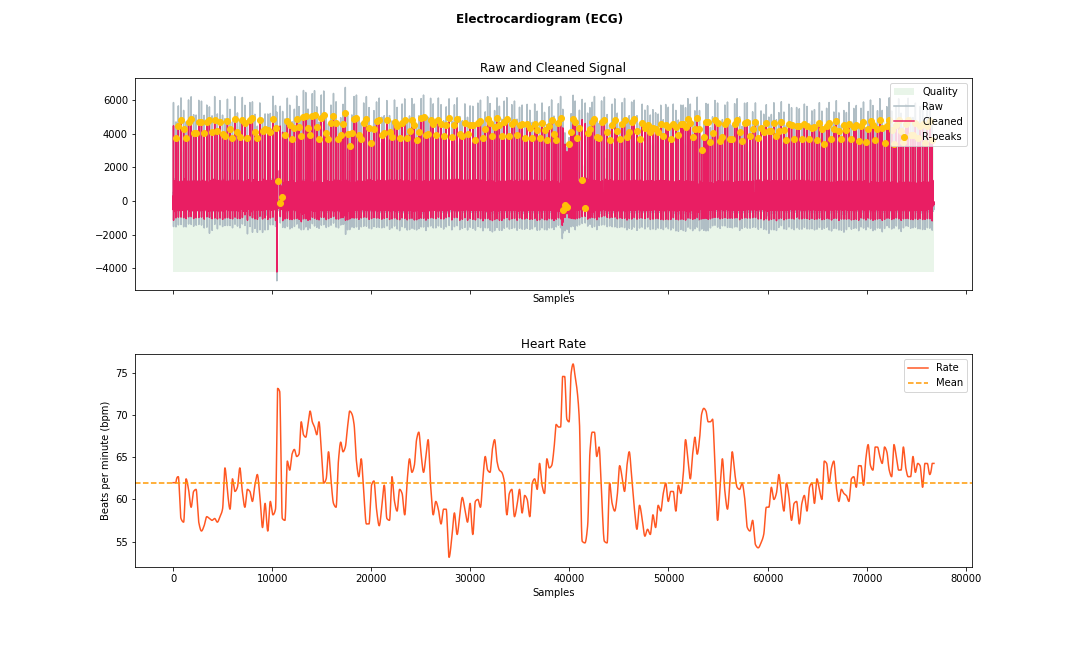 Electrocardiogram (ECG)
Raw and Cleaned Signal
6000
4000
2000
0
−2000
−4000
Quality
Raw
Cleaned
R-peaks
Samples
Heart Rate
Beats per minute (bpm)
75
70
65
60
55
Rate
Mean
0 10000 20000 30000 40000 50000 60000 70000 80000
Samples